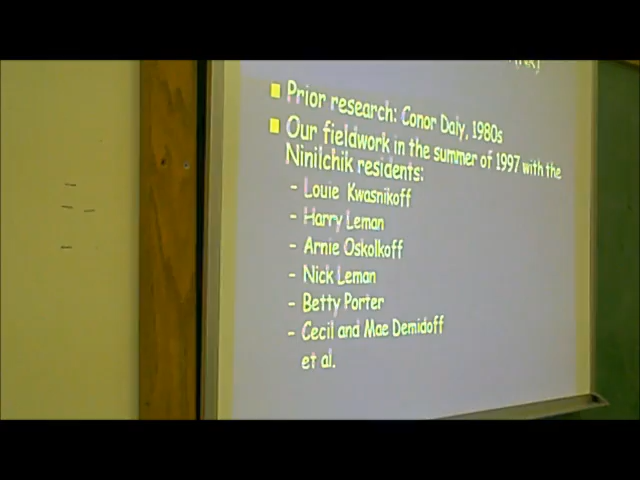 Prior research: Conor Daly, 1980s
Our fieldwork in the summer of 1997 with the
Ninilchik residents:
- Louie Kwasnikoff
- Harry Leman
- Arnie Oskolkoff
- Nick Leman
- Betty Porter
- Cecil and Mae Demidoff
et al.